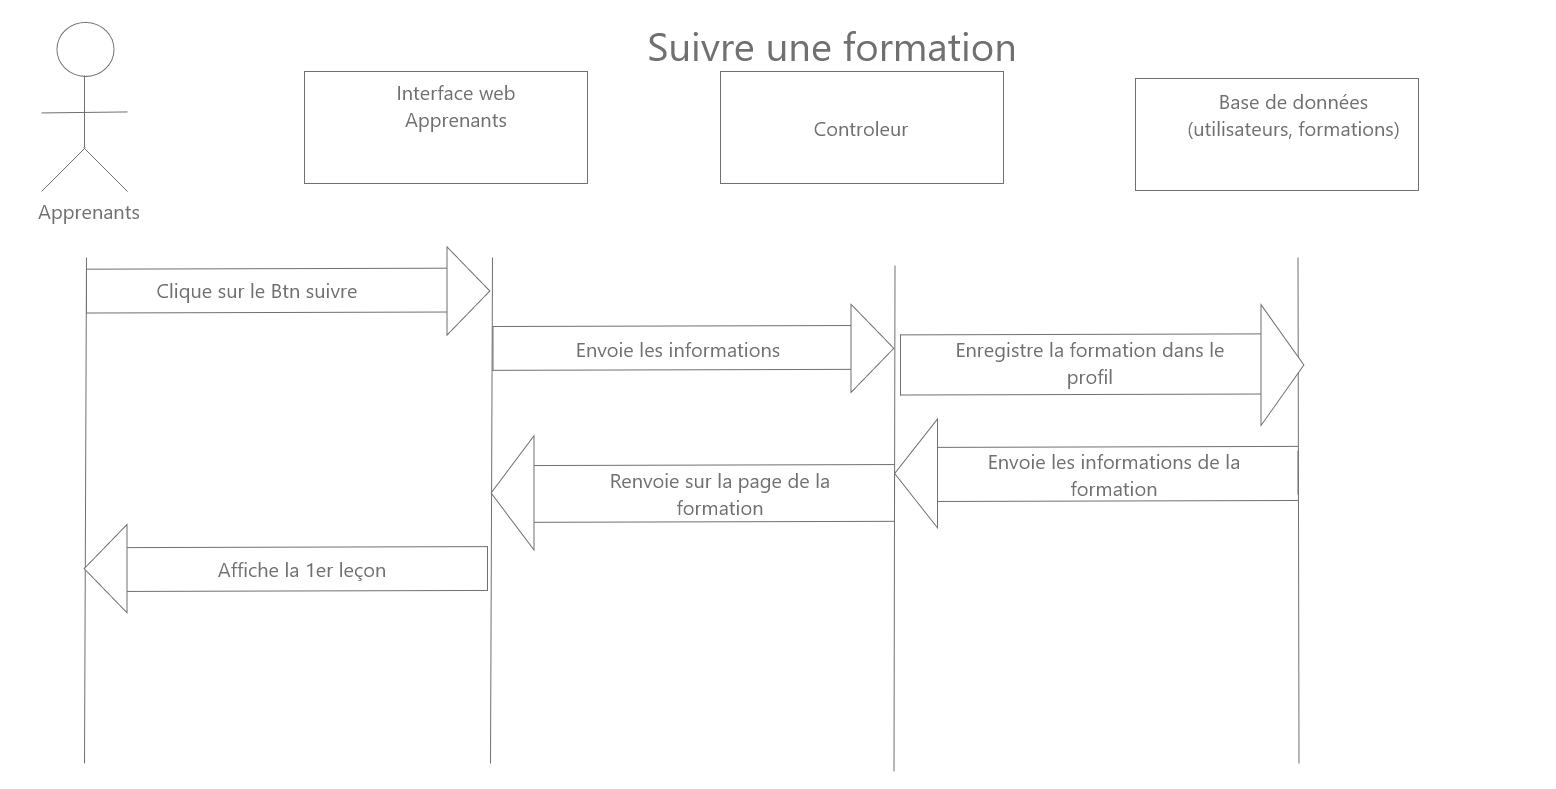 Suivre une formation
Interface web
Apprenants
Controleur
Base de données
(utilisateurs, formations)
Apprenants
Clique sur le Btn suivre
Envoie les informations
Enregistre la formation dans le
profil
Envoie les informations de la
formation
Renvoie sur la page de la
formation
Affiche la 1er leçon